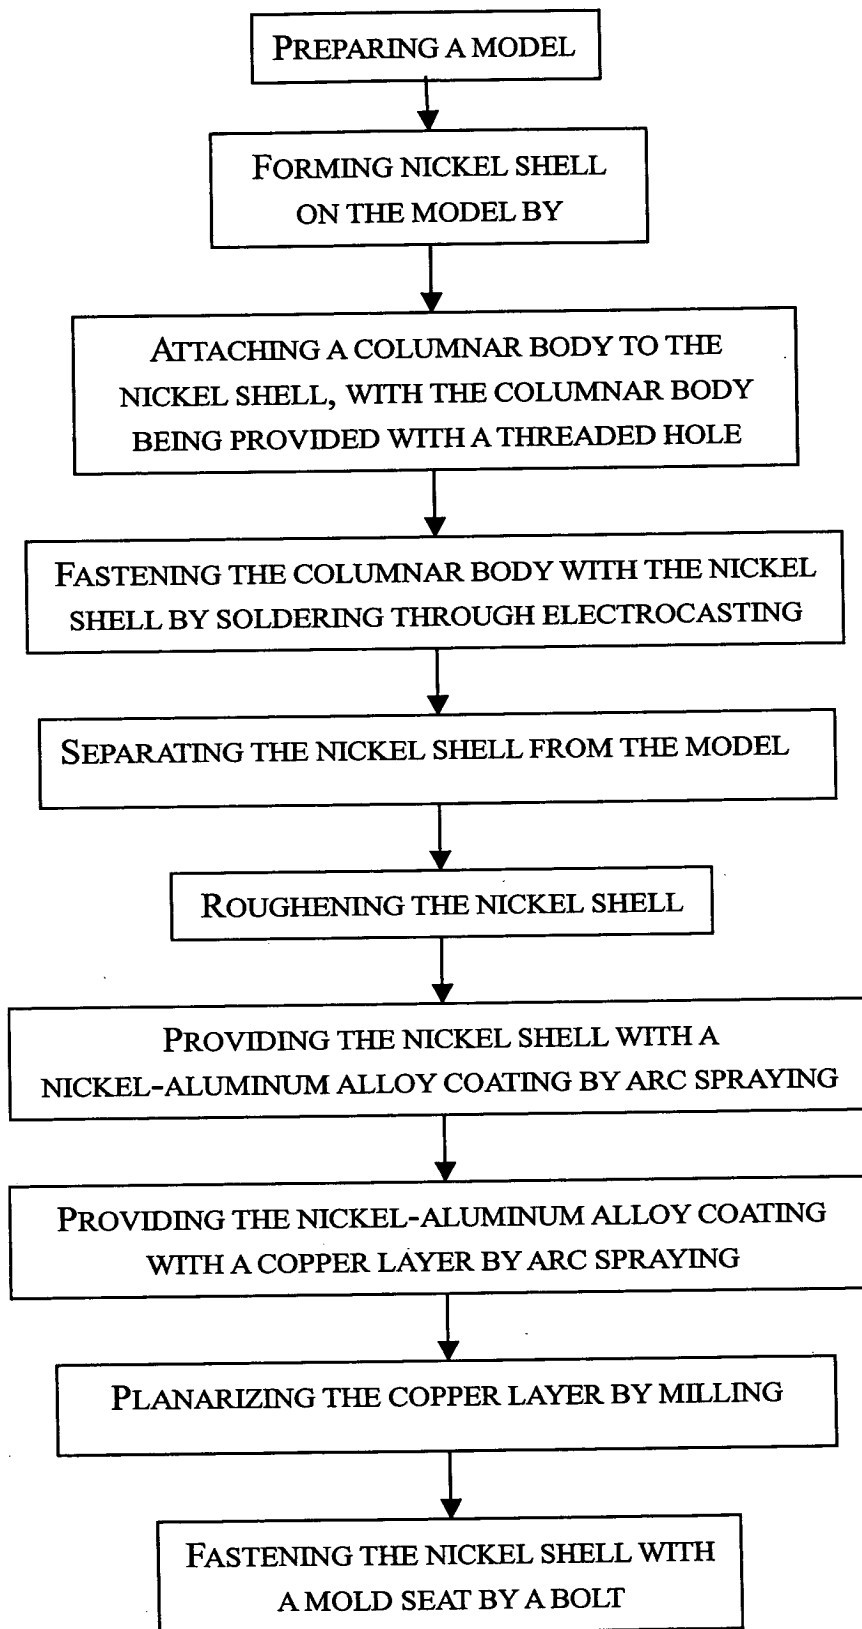 PREPARING A MODEL
FORMING NICKEL SHELL
ON THE MODEL BY
ATTACHING A COLUMNAR BODY TO THE
NICKEL SHELL, WITH THE COLUMNAR BODY
BEING PROVIDED WITH A THREADED HOLE
FASTENING THE COLUMNAR BODY WITH THE NICKEL
SHELL BY SOLDERING THROUGH ELECTROCASTING
SEPARATING THE NICKEL SHELL FROM THE MODEL
ROUGHENING THE NICKEL SHELL
PROVIDING THE NICKEL SHELL WITH A
NICKEL-ALUMINUM ALLOY COATING BY ARC SPRAYING
PROVIDING THE NICKEL-ALUMINUM ALLOY COATING
WITH A COPPER LAYER BY ARC SPRAYING
PLANARIZING THE COPPER LAYER BY MILLING
FASTENING THE NICKEL SHELL WITH
A MOLD SEAT BY A BOLT